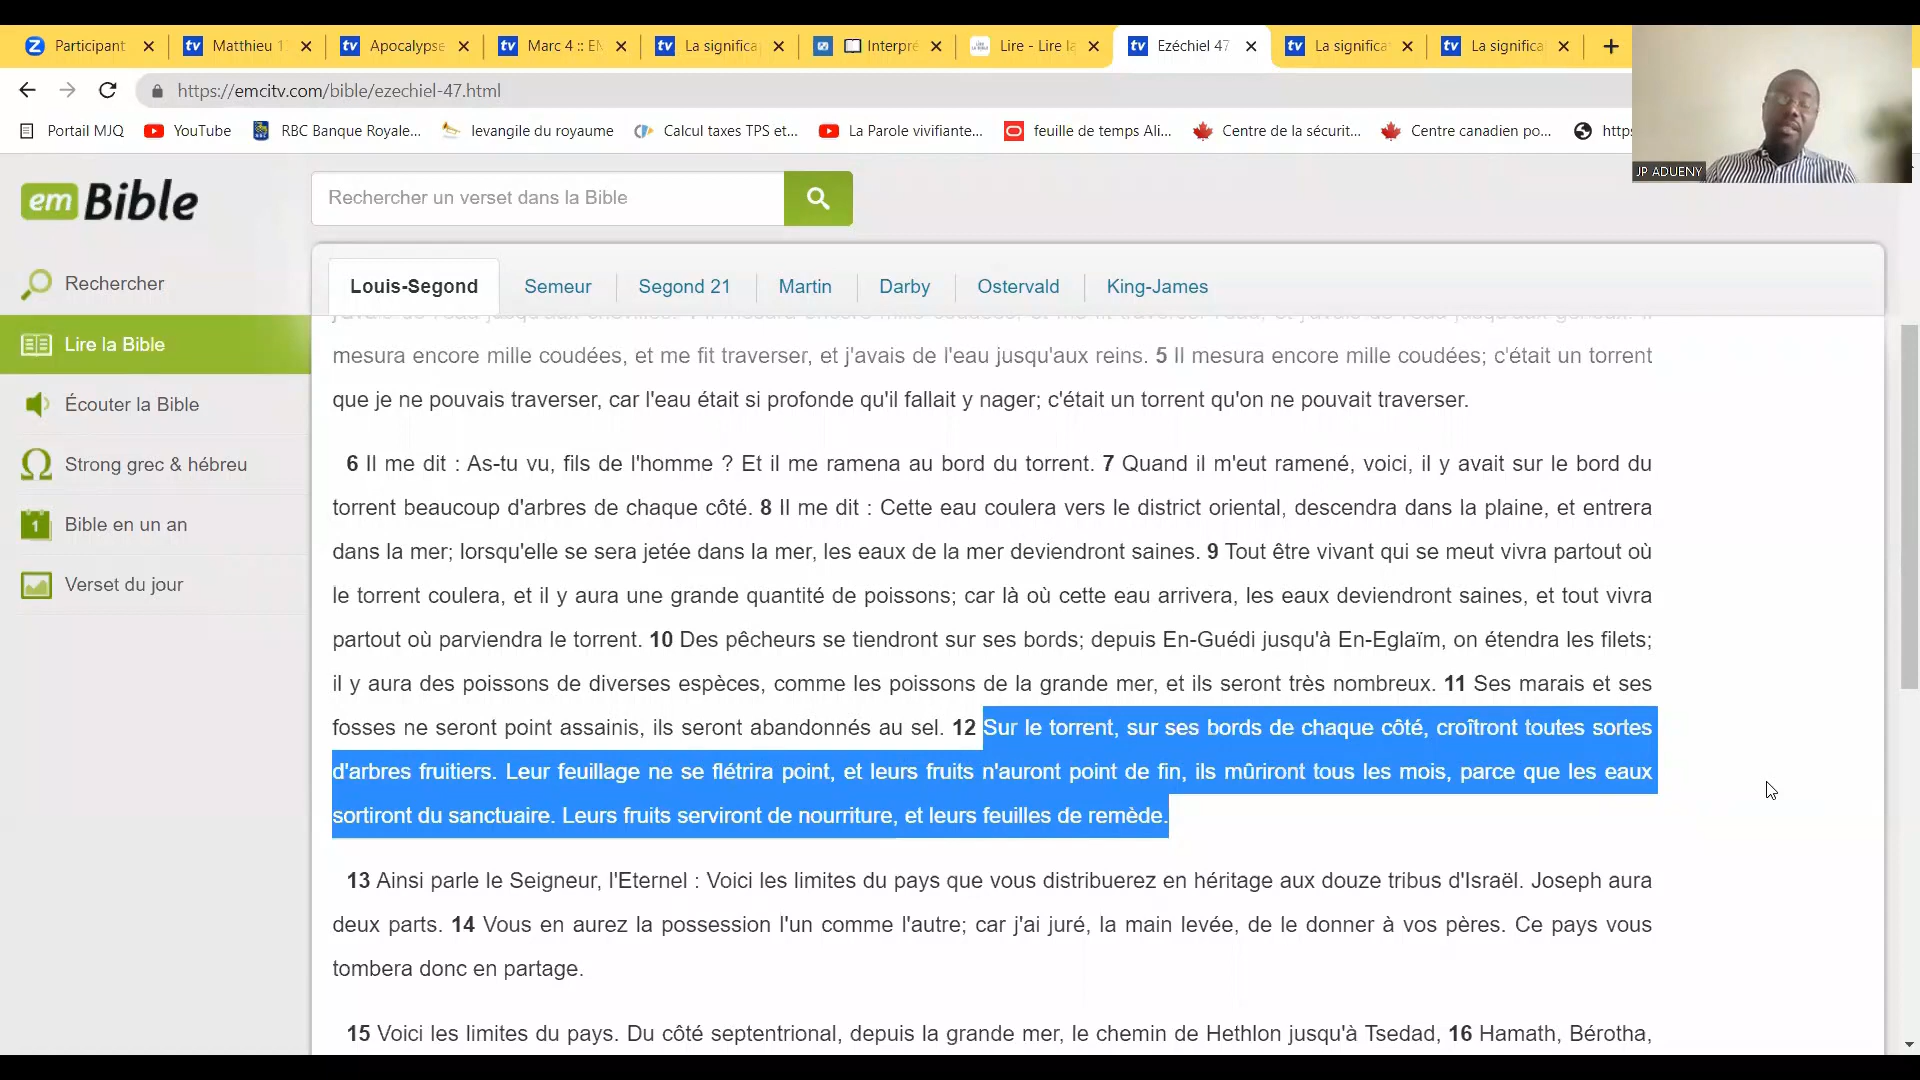 Participant
Matthieu 1
Apocalypse
Marc 4 :: EM
La significa
Interpré
Lire - Lire la
Ezéchiel 47
La significa
La significa
https://emcitv.com/bible/ezechiel-47.html
Portail MJQ
YouTube
RBC Banque Royale...
levangile du royaume
Calcul taxes TPS et...
La Parole vivifiante...
feuille de temps Ali...
Centre de la sécurit...
Centre canadien po...
https
JP ADUENY
em Bible
Rechercher un verset dans la Bible
Rechercher
Lire la Bible
Écouter la Bible
Strong grec & hébreu
1
Bible en un an
Verset du jour
Louis-Segond
Semeur
Segond 21
Martin
Darby
Ostervald
King-James
mesura encore mille coudées, et me fit traverser, et j'avais de l'eau jusqu'aux reins. 5 Il mesura encore mille coudées; c'était un torrent
que je ne pouvais traverser, car l'eau était si profonde qu'il fallait y nager; c'était un torrent qu'on ne pouvait traverser.
6 Il me dit : As-tu vu, fils de l'homme ? Et il me ramena au bord du torrent. 7 Quand il m'eut ramené, voici, il y avait sur le bord du
torrent beaucoup d'arbres de chaque côté. 8 Il me dit : Cette eau coulera vers le district oriental, descendra dans la plaine, et entrera
dans la mer; lorsqu'elle se sera jetée dans la mer, les eaux de la mer deviendront saines. 9 Tout être vivant qui se meut vivra partout où
le torrent coulera, et il y aura une grande quantité de poissons; car là où cette eau arrivera, les eaux deviendront saines, et tout vivra
partout où parviendra le torrent. 10 Des pêcheurs se tiendront sur ses bords; depuis En-Guédi jusqu'à En-Eglaïm, on étendra les filets;
il y aura des poissons de diverses espèces, comme les poissons de la grande mer, et ils seront très nombreux. 11 Ses marais et ses
fosses ne seront point assainis, ils seront abandonnés au sel. 12 Sur le torrent, sur ses bords de chaque côté, croîtront toutes sortes
d'arbres fruitiers. Leur feuillage ne se flétrira point, et leurs fruits n'auront point de fin, ils mûriront tous les mois, parce que les eaux
sortiront du sanctuaire. Leurs fruits serviront de nourriture, et leurs feuilles de remède.
13 Ainsi parle le Seigneur, l'Eternel : Voici les limites du pays que vous distribuerez en héritage aux douze tribus d'Israël. Joseph aura
deux parts. 14 Vous en aurez la possession l'un comme l'autre; car j'ai juré, la main levée, de le donner à vos pères. Ce pays vous
tombera donc en partage.
15 Voici les limites du pays. Du côté septentrional, depuis la grande mer, le chemin de Hethlon jusqu'à Tsedad, 16 Hamath, Bérotha,